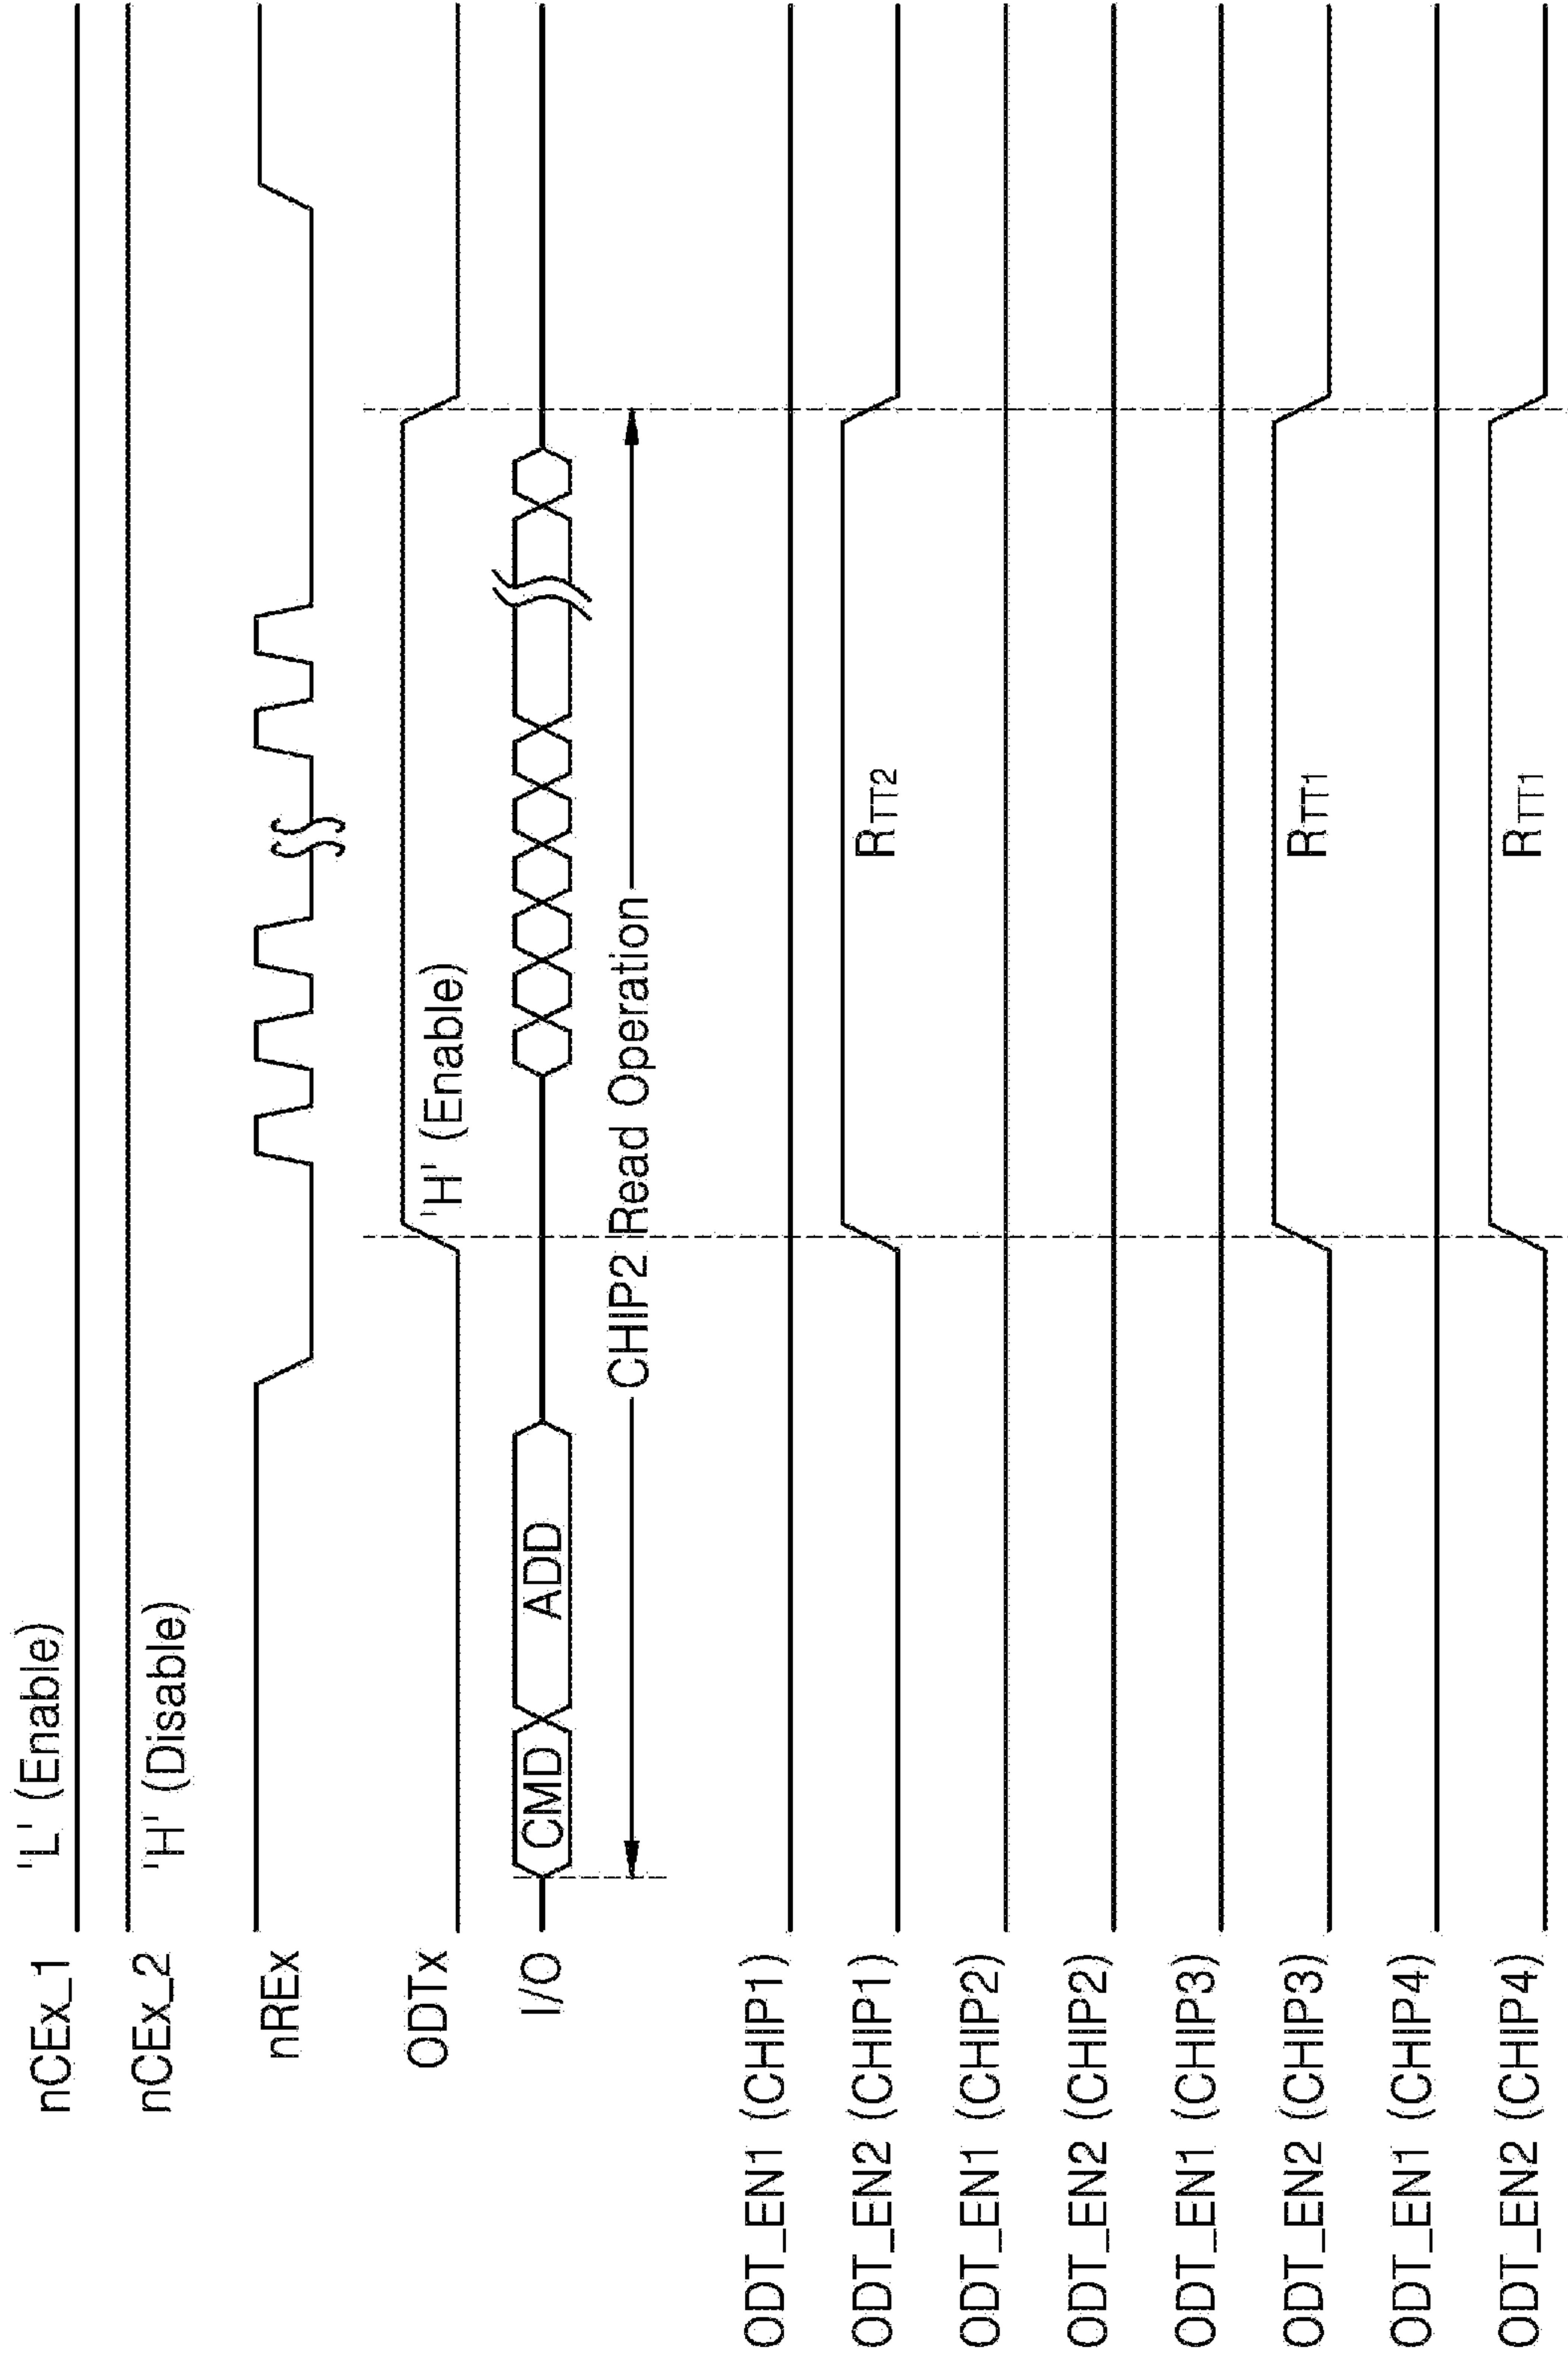 nCEx_1 'L' (Enable)
nCEx_2 'H' (Disable)
nREx
ODTx 'H' (Enable)
I/O CMD ADD
CHIP2 Read Operation
ODT_EN1 (CHIP1)
ODT_EN2 (CHIP1) RTT2
ODT_EN1 (CHIP2)
ODT_EN2 (CHIP2)
ODT_EN1 (CHIP3)
ODT_EN2 (CHIP3) RTT1
ODT_EN1 (CHIP4)
ODT_EN2 (CHIP4) RTT1